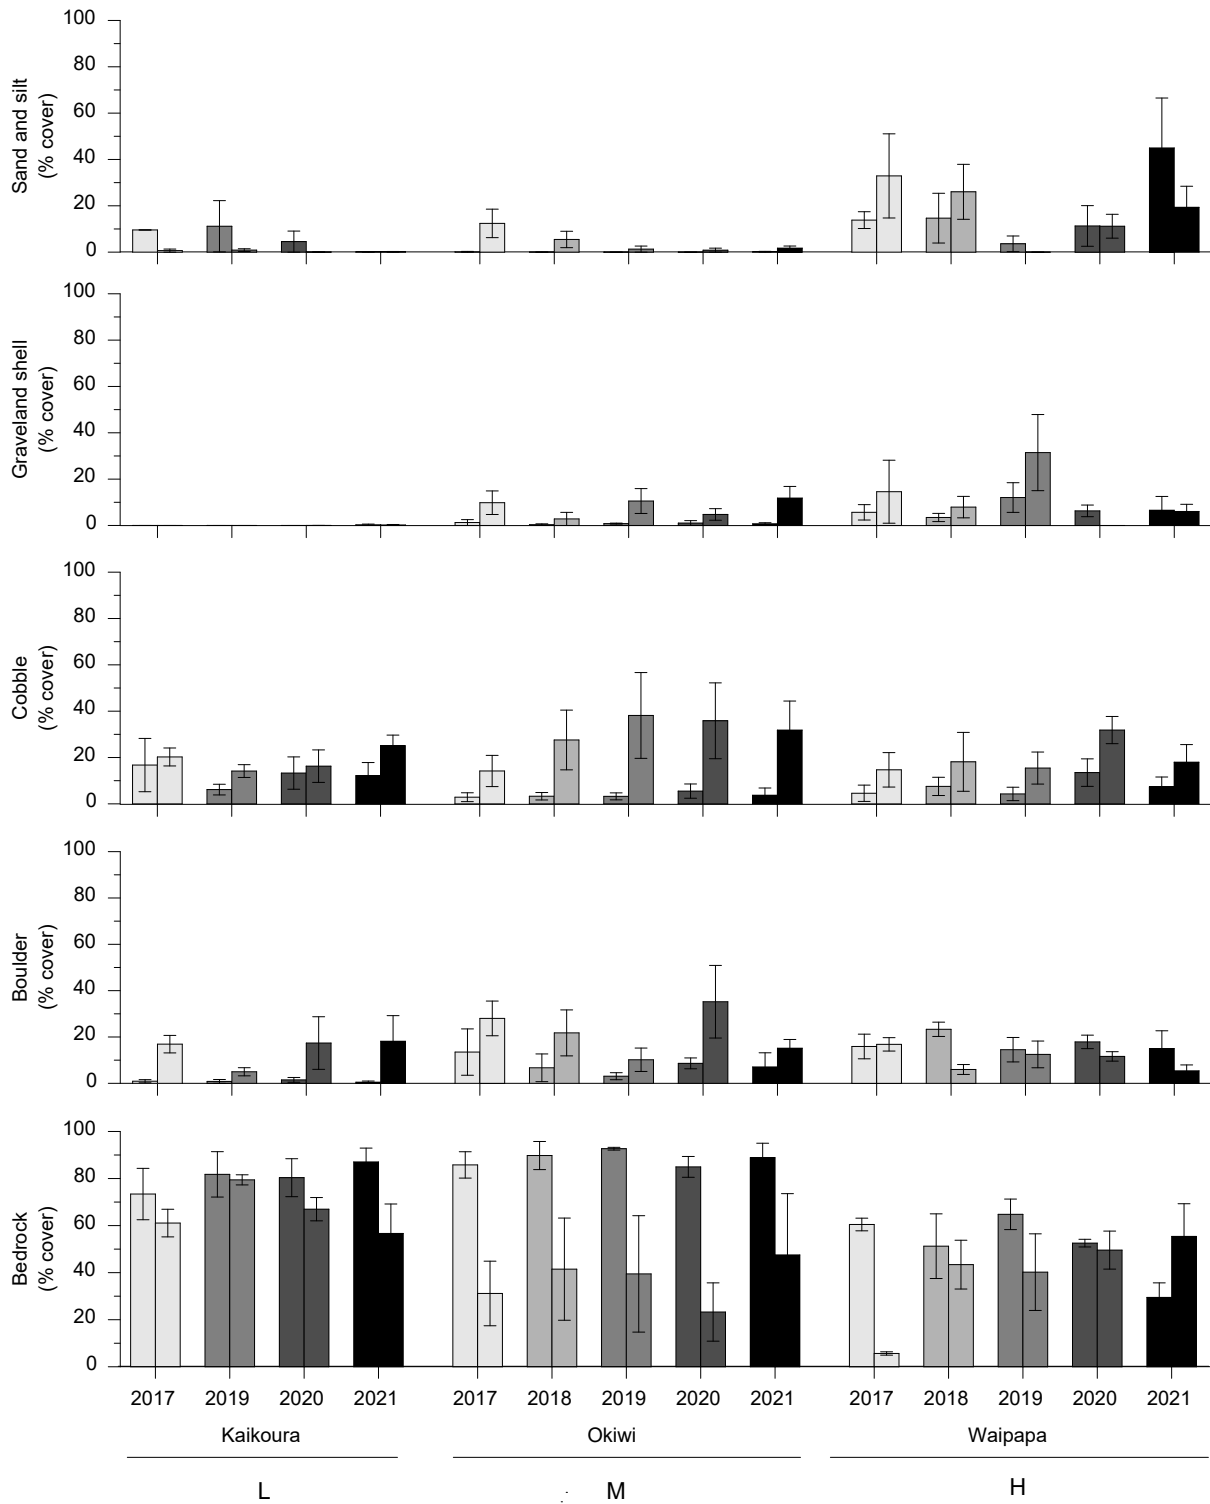 Sand and silt
(% cover)
100
80
60
40
20
0
Graveland shell
(% cover)
100
80
60
40
20
0
Cobble
(% cover)
100
80
60
40
20
0
Boulder
(% cover)
100
80
60
40
20
0
Bedrock
(% cover)
100
80
60
40
20
0
2017 2019 2020 2021 2017 2018 2019 2020 2021 2017 2018 2019 2020 2021
Kaikoura Okiwi Waipapa
L M H